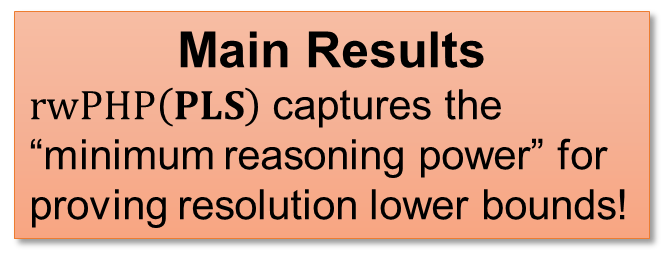 Main Results
rwPHP(PLS) captures the
“minimum reasoning power” for
proving resolution lower bounds!